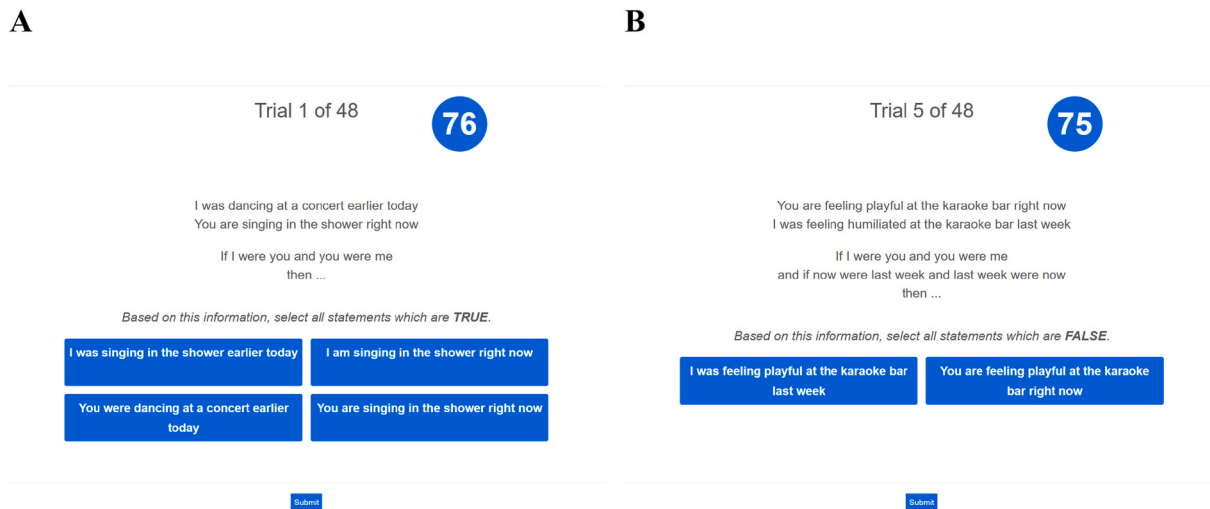 A
Trial 1 of 48
76
I was dancing at a concert earlier today
You are singing in the shower right now
If I were you and you were me
then ...
Based on this information, select all statements which are TRUE.
I was singing in the shower earlier today
I am singing in the shower right now
You were dancing at a concert earlier
today
You are singing in the shower right now
Submit
B
Trial 5 of 48
75
You are feeling playful at the karaoke bar right now
I was feeling humiliated at the karaoke bar last week
If I were you and you were me
and if now were last week and last week were now
then ...
Based on this information, select all statements which are FALSE.
I was feeling playful at the karaoke bar
last week
You are feeling playful at the karaoke
bar right now
Submit